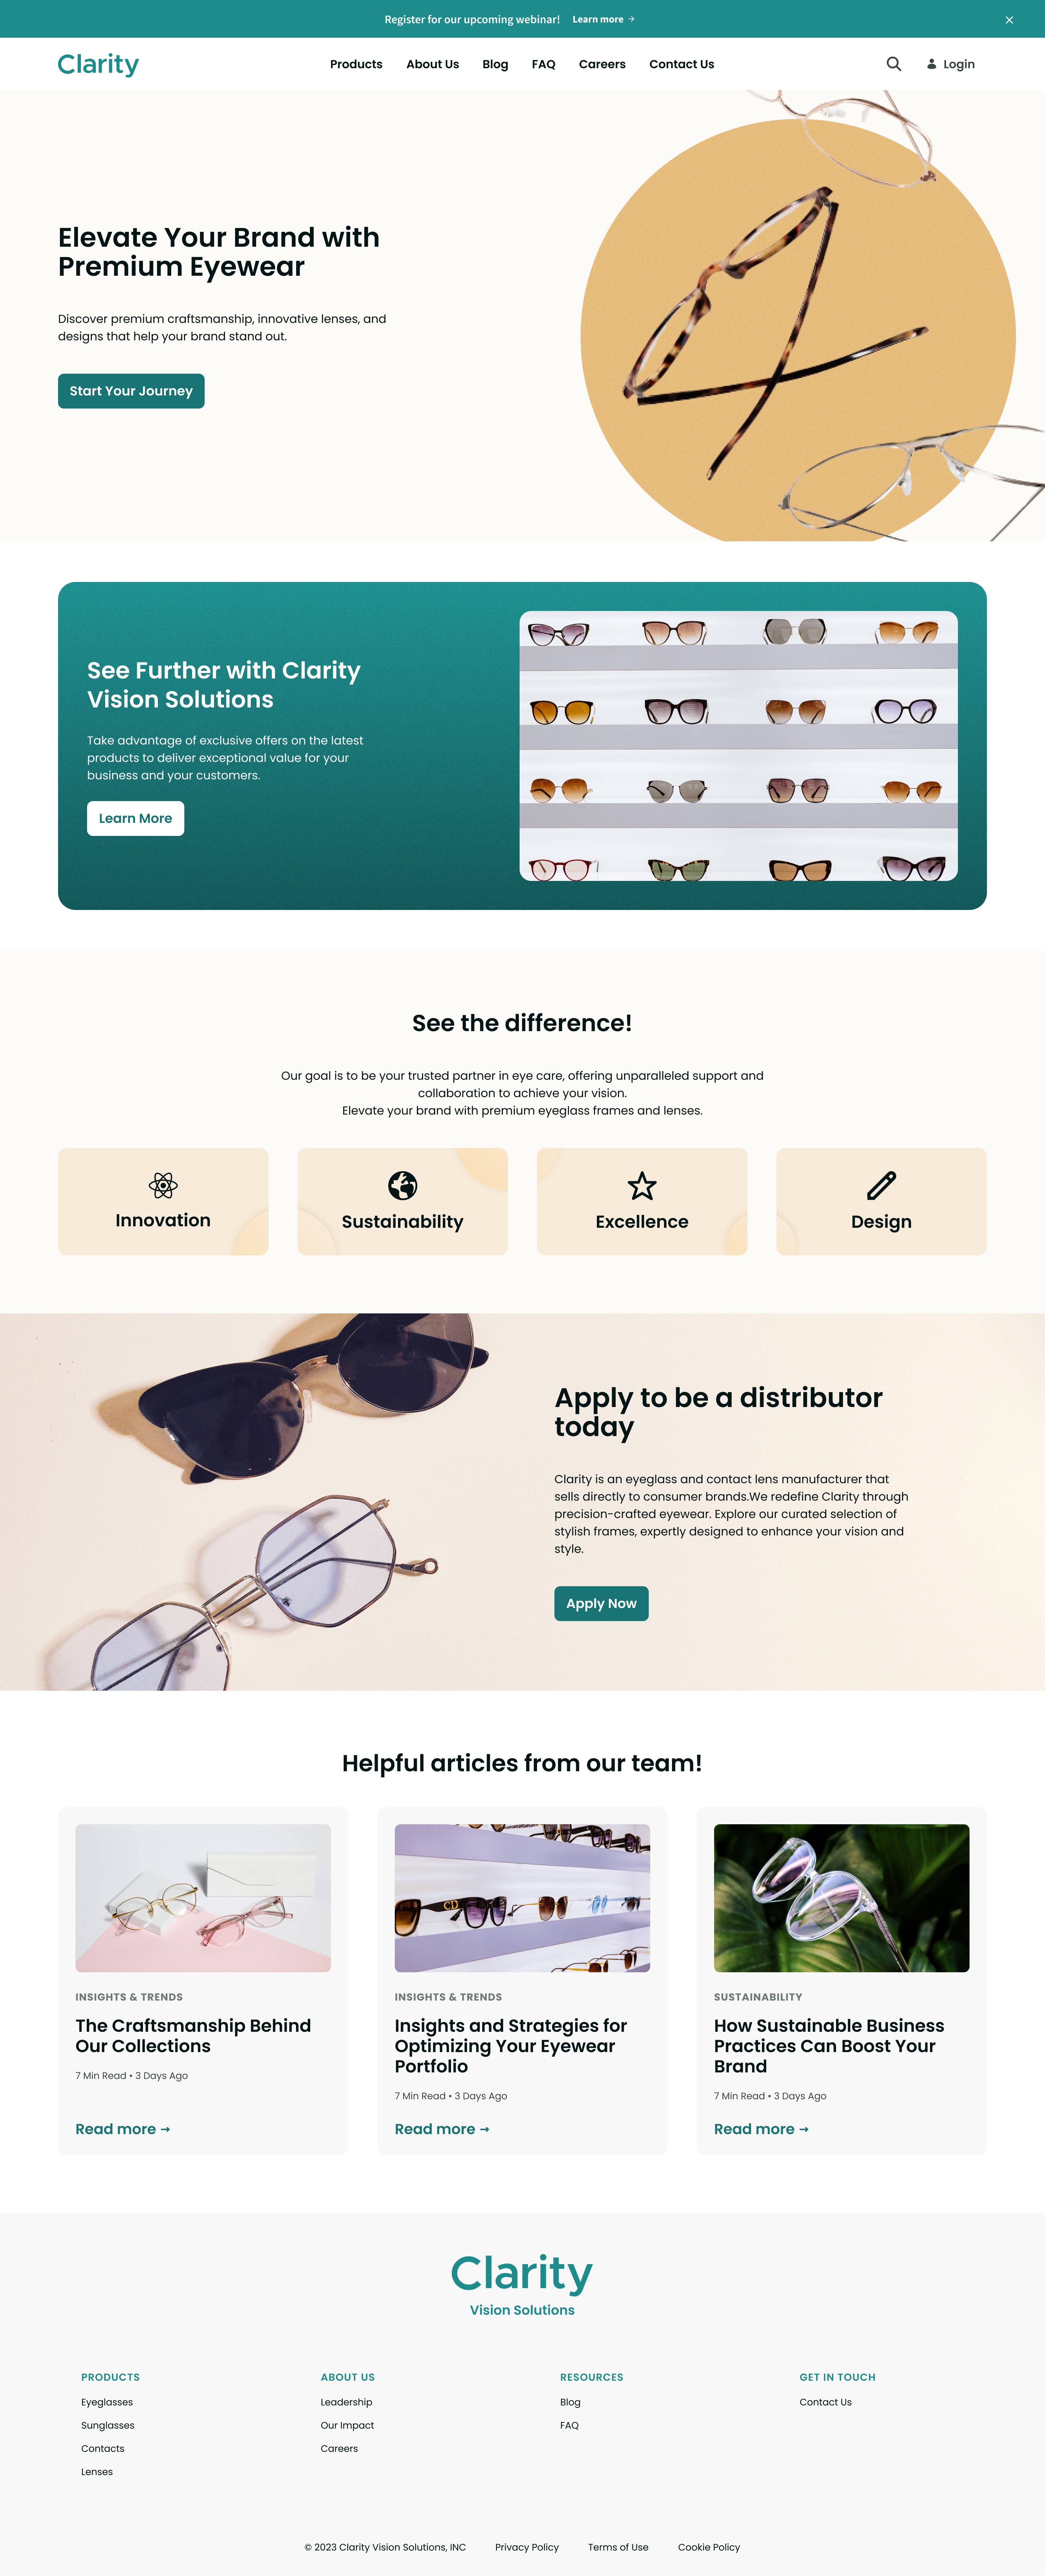 Register for our upcoming webinar! Learn more →
Clarity
Products About Us Blog FAQ Careers Contact Us
Login
Elevate Your Brand with
Premium Eyewear
Discover premium craftsmanship, innovative lenses, and
designs that help your brand stand out.
Start Your Journey
See Further with Clarity
Vision Solutions
Take advantage of exclusive offers on the latest
products to deliver exceptional value for your
business and your customers.
Learn More
See the difference!
Our goal is to be your trusted partner in eye care, offering unparalleled support and
collaboration to achieve your vision.
Elevate your brand with premium eyeglass frames and lenses.
Innovation
Sustainability
Excellence
Design
Apply to be a distributor
today
Clarity is an eyeglass and contact lens manufacturer that
sells directly to consumer brands.We redefine Clarity through
precision-crafted eyewear. Explore our curated selection of
stylish frames, expertly designed to enhance your vision and
style.
Apply Now
Helpful articles from our team!
INSIGHTS & TRENDS
The Craftsmanship Behind
Our Collections
7 Min Read • 3 Days Ago
Read more →
CD
INSIGHTS & TRENDS
Insights and Strategies for
Optimizing Your Eyewear
Portfolio
7 Min Read • 3 Days Ago
Read more →
SUSTAINABILITY
How Sustainable Business
Practices Can Boost Your
Brand
7 Min Read • 3 Days Ago
Read more →
Clarity
Vision Solutions
PRODUCTS
Eyeglasses
Sunglasses
Contacts
Lenses
ABOUT US
Leadership
Our Impact
Careers
RESOURCES
Blog
FAQ
GET IN TOUCH
Contact Us
© 2023 Clarity Vision Solutions, INC Privacy Policy Terms of Use Cookie Policy